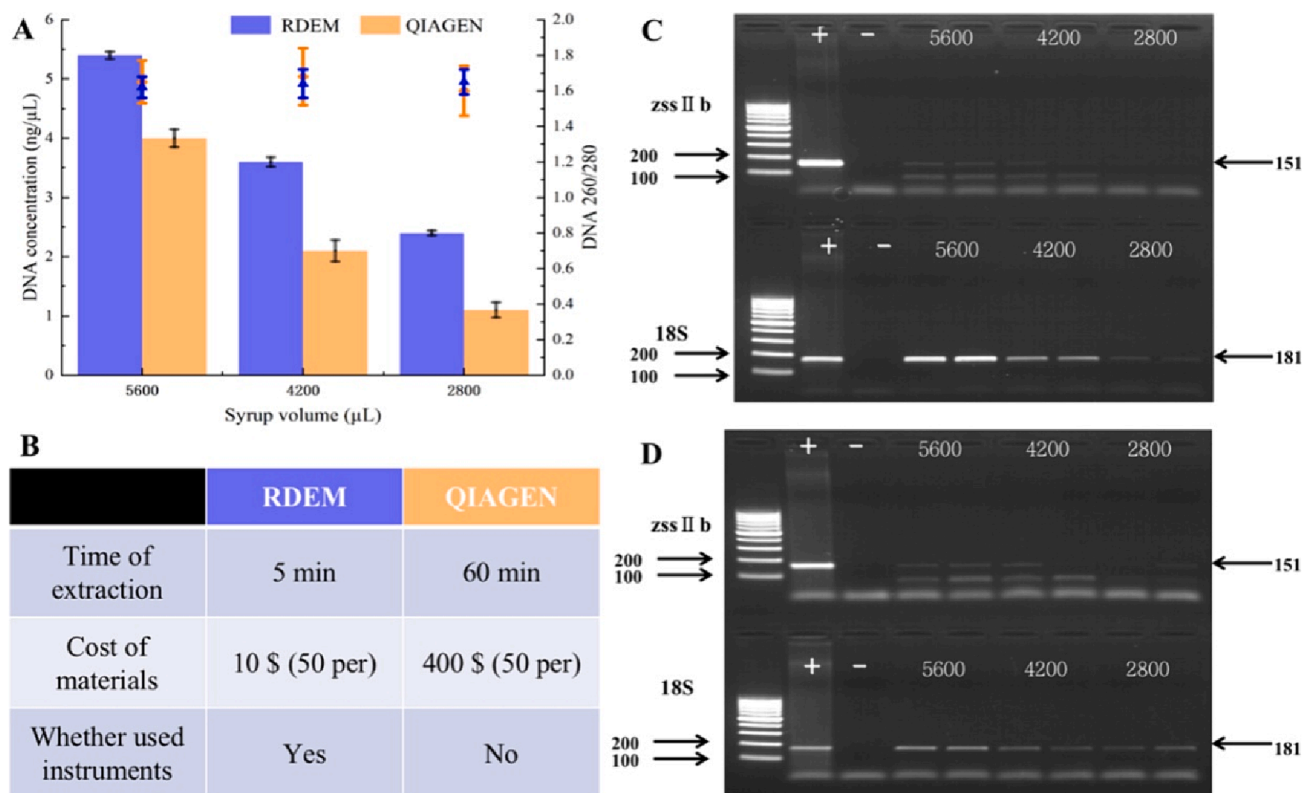 A
RDEM QIAGEN
DNA concentration (ng/μL)
6
5
4
3
2
1
0
5600 4200 2800
Syrup volume (μL)
2.0
1.8
1.6
1.4
1.2
1.0
0.8
0.6
0.4
0.2
0.0
DNA 260/280
B
RDEM QIAGEN
Time of
extraction
5 min 60 min
Cost of
materials
10 $ (50 per) 400 $ (50 per)
Whether used
instruments
Yes No
C
+ − 5600 4200 2800
zss Ⅱ b
200
100
151
+ − 5600 4200 2800
18S
200
100
181
D
+ − 5600 4200 2800
zss Ⅱ b
200
100
151
+ − 5600 4200 2800
18S
200
100
181